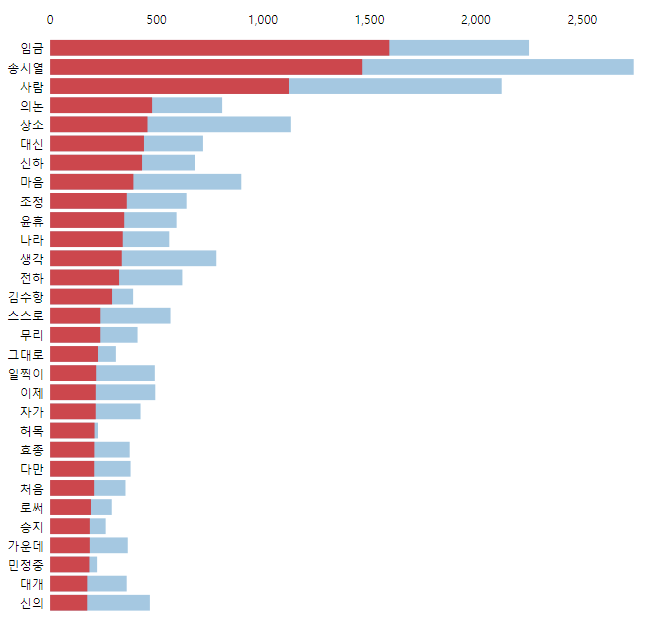 0 500 1,000 1,500 2,000 2,500
임금
송시열
사람
의논
상소
대신
신하
마음
조정
윤휴
나라
생각
전하
김수항
스스로
무리
그대로
일찍이
이제
자가
허목
효종
다만
처음
로써
승지
가운데
민정중
대개
신의